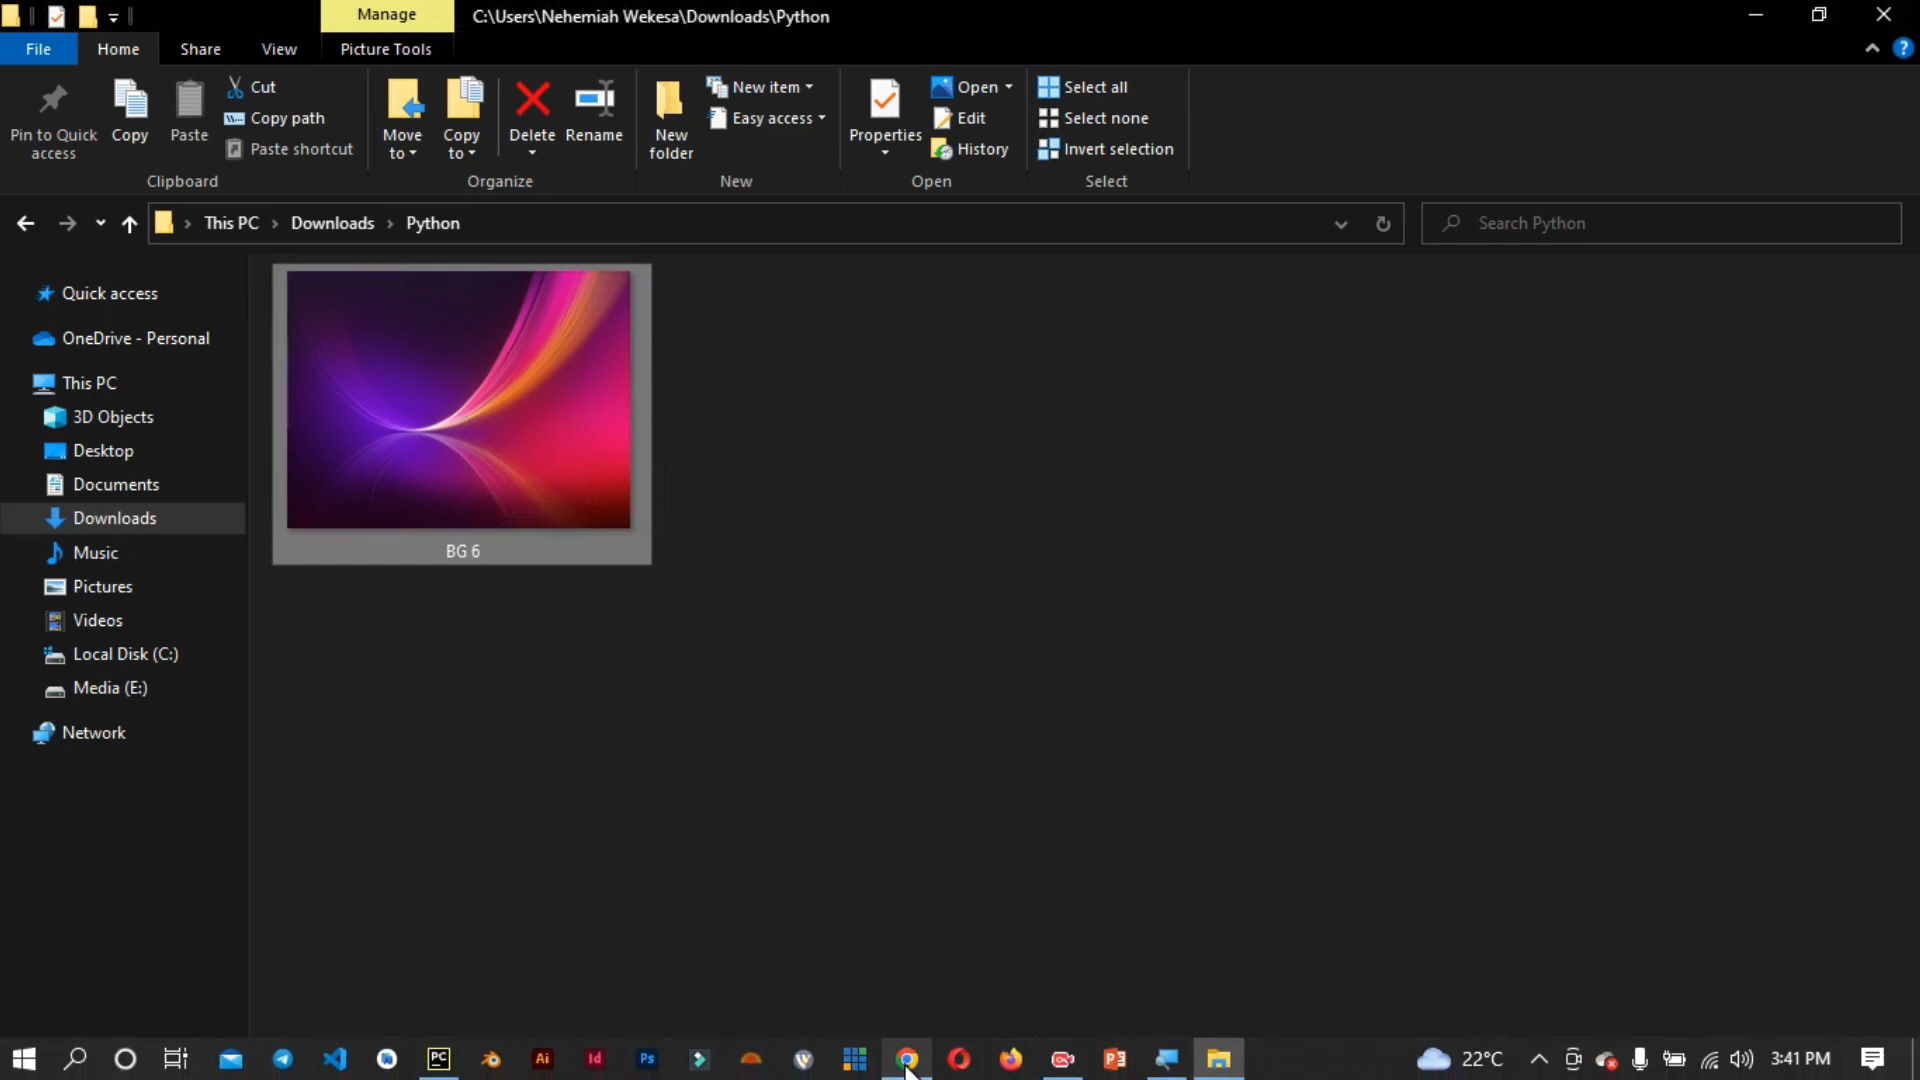 Manage
C:\Users\Nehemiah Wekesa\Downloads\Python
File
Home
Share
View
Picture Tools
?
Pin to Quick access
Copy
Paste
Cut
Copy path
Paste shortcut
Move to
Copy to
Delete
Rename
New folder
New item
Easy access
Properties
Open
Edit
History
Select all
Select none
Invert selection
Clipboard
Organize
New
Open
Select
This PC
Downloads
Python
Search Python
Quick access
OneDrive - Personal
This PC
3D Objects
Desktop
Documents
Downloads
Music
Pictures
Videos
Local Disk (C:)
Media (E:)
Network
BG 6
PC
Ai
Id
Ps
22°C
3:41 PM